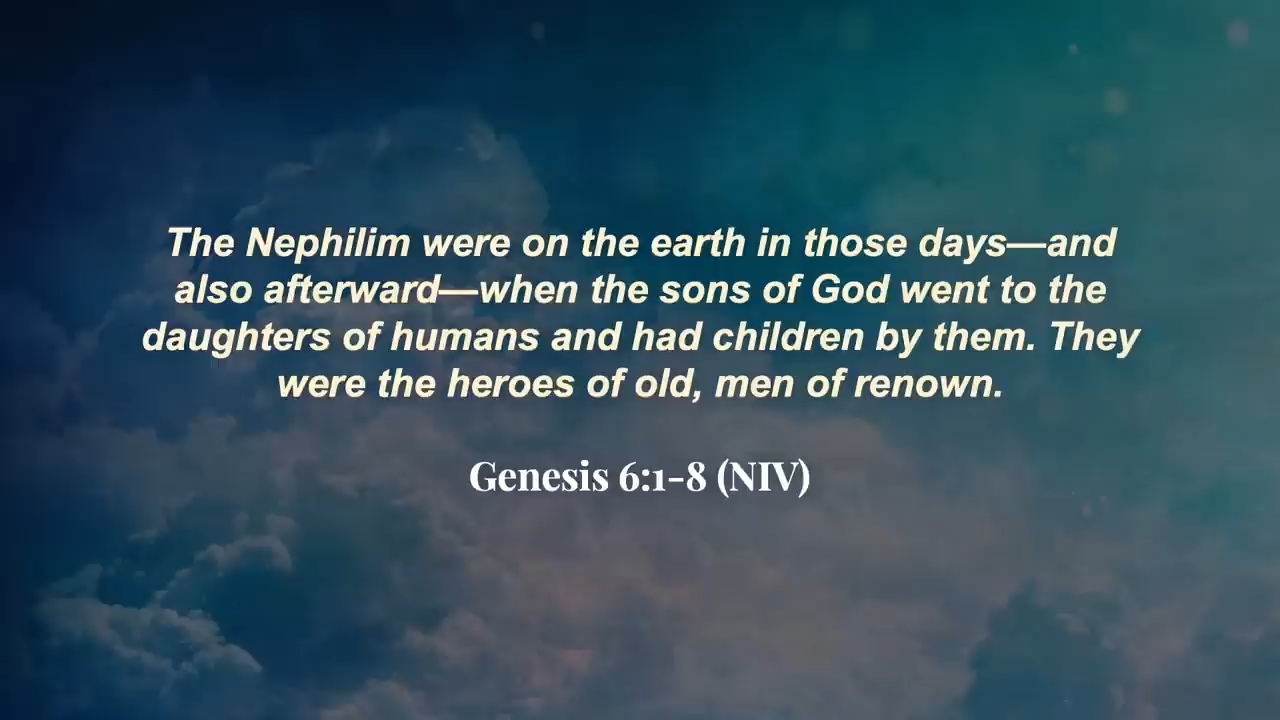 The Nephilim were on the earth in those days—and
also afterward—when the sons of God went to the
daughters of humans and had children by them. They
were the heroes of old, men of renown.
Genesis 6:1-8 (NIV)